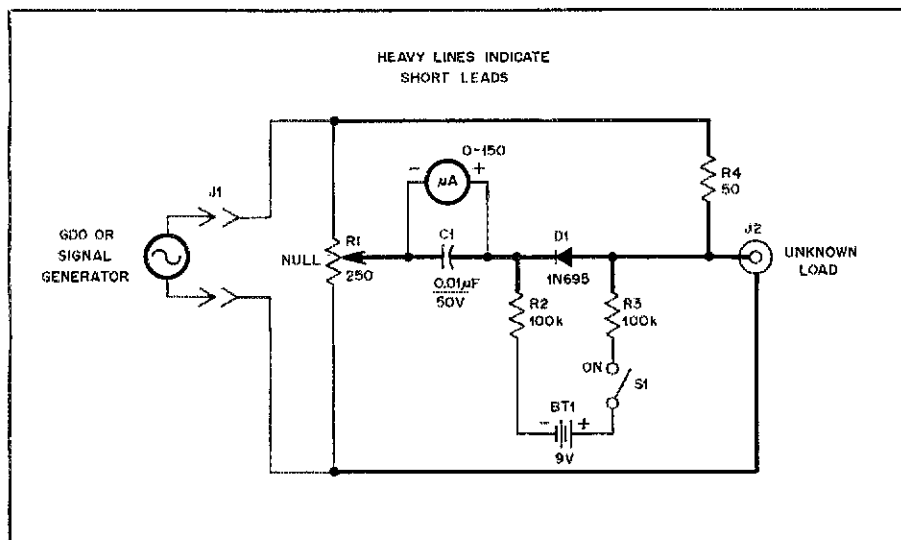 HEAVY LINES INDICATE
SHORT LEADS
0-150
- +
µA
R4
50
J1
J2
GDO OR
SIGNAL
GENERATOR
NULL
R1
250
C1
0.01µF
50V
D1
1N695
UNKNOWN
LOAD
R2
100k
R3
100k
ON
S1
BT1
- +
9V